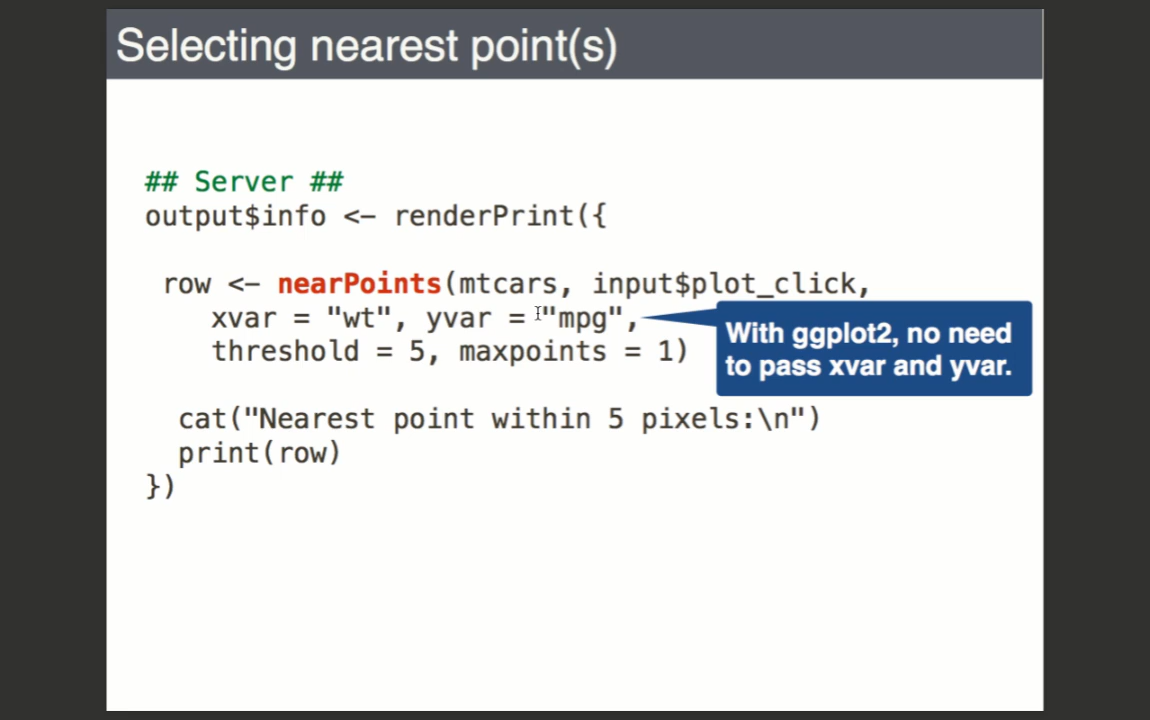 Selecting nearest point(s)
## Server ##
output$info <- renderPrint({
row <- nearPoints(mtcars, input$plot_click,
xvar = "wt", yvar = "mpg",
threshold = 5, maxpoints = 1)
With ggplot2, no need
to pass xvar and yvar.
cat("Nearest point within 5 pixels:\n")
print(row)
})